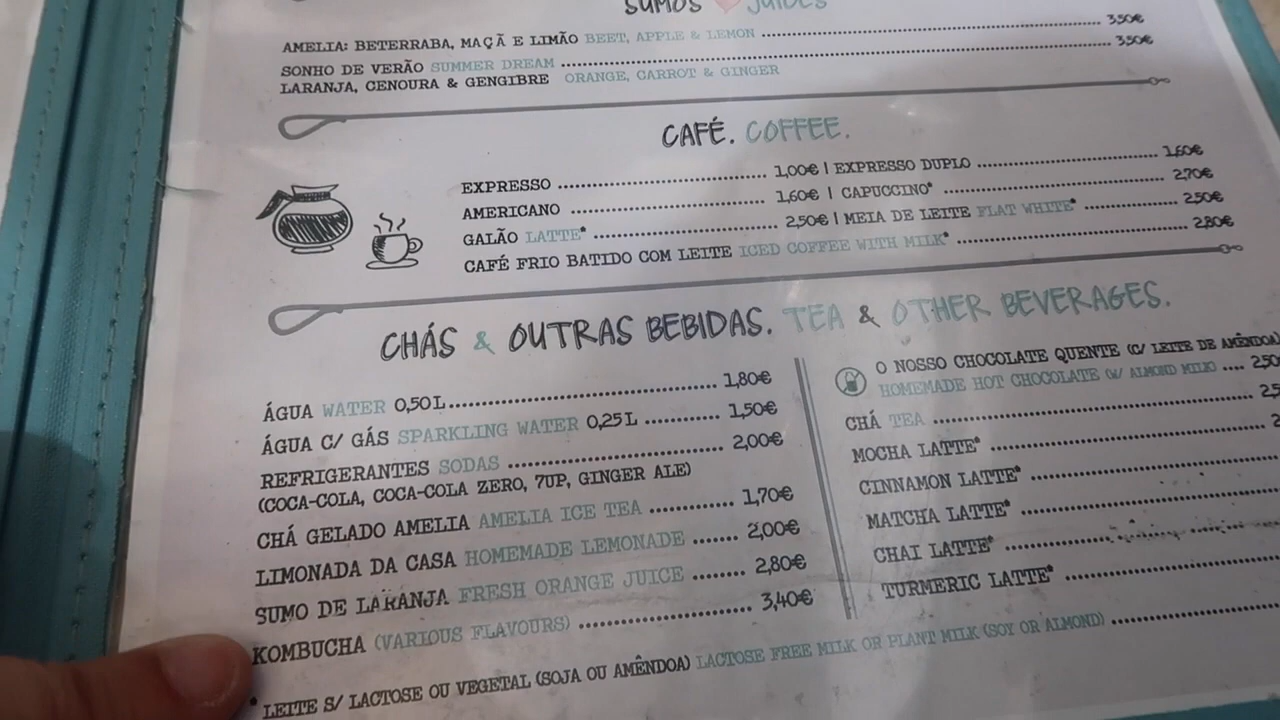 SUMOS JUICES
AMELIA: BETERRABA, MAÇÃ E LIMÃO BEET, APPLE & LEMON ........ 3,50€
SONHO DE VERÃO SUMMER DREAM ........ 3,50€
LARANJA, CENOURA & GENGIBRE ORANGE, CARROT & GINGER
CAFÉ. COFFEE.
EXPRESSO ........ 1,00€ | EXPRESSO DUPLO ........ 1,60€
AMERICANO ........ 1,60€ | CAPUCCINO* ........ 2,70€
GALÃO LATTE* ........ 2,50€ | MEIA DE LEITE FLAT WHITE* ........ 2,50€
CAFÉ FRIO BATIDO COM LEITE ICED COFFEE WITH MILK* ........ 2,80€
CHÁS & OUTRAS BEBIDAS. TEA & OTHER BEVERAGES.
ÁGUA WATER 0,50L ........ 1,80€
ÁGUA C/ GÁS SPARKLING WATER 0,25L ........ 1,50€
REFRIGERANTES SODAS ........ 2,00€
(COCA-COLA, COCA-COLA ZERO, 7UP, GINGER ALE)
CHÁ GELADO AMELIA AMELIA ICE TEA ........ 1,70€
LIMONADA DA CASA HOMEMADE LEMONADE ....... 2,00€
SUMO DE LARANJA FRESH ORANGE JUICE ........ 2,80€
KOMBUCHA (VARIOUS FLAVOURS) ........ 3,40€
O NOSSO CHOCOLATE QUENTE (C/ LEITE DE AMÊNDOA)
HOMEMADE HOT CHOCOLATE (W/ ALMOND MILK) .... 2,50
CHÁ TEA ........
MOCHA LATTE* ........
CINNAMON LATTE* ........
MATCHA LATTE* ........
CHAI LATTE* ........
TURMERIC LATTE* ........
* LEITE S/ LACTOSE OU VEGETAL (SOJA OU AMÊNDOA) LACTOSE FREE MILK OR PLANT MILK (SOY OR ALMOND) ........